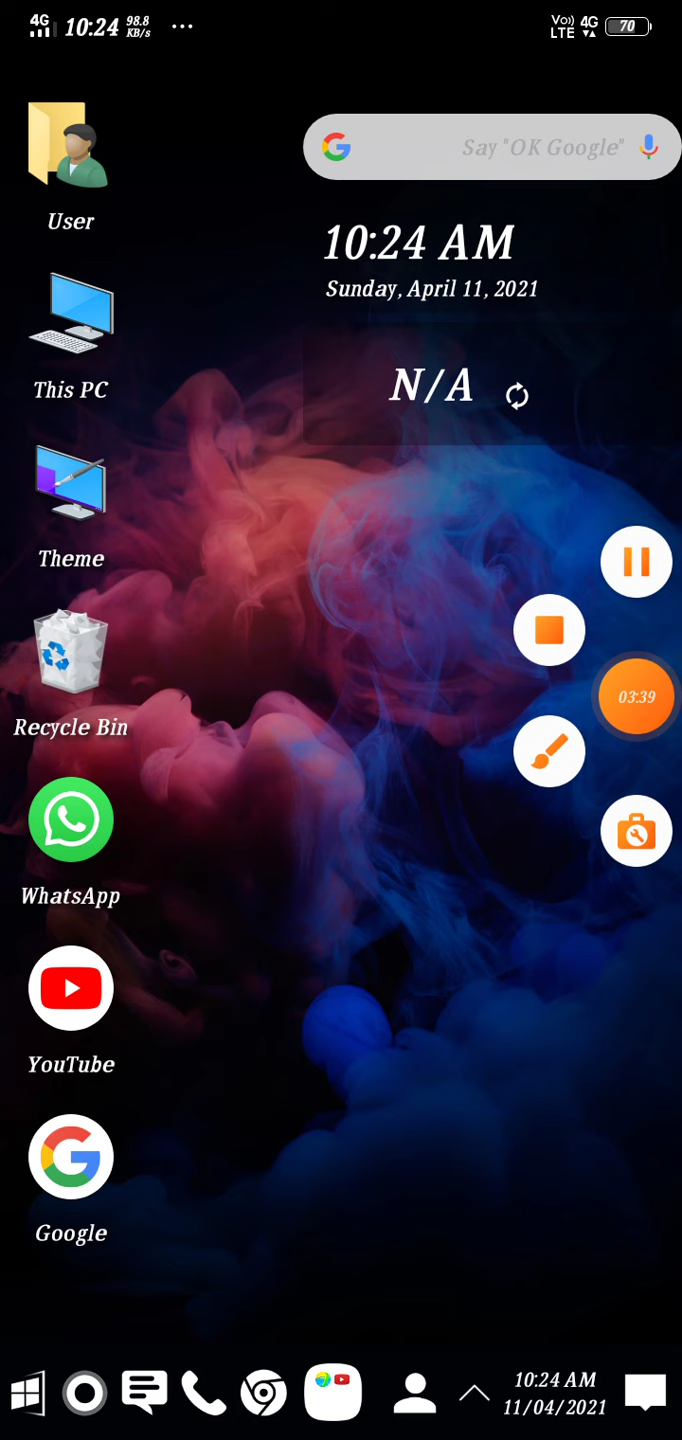 4G 10:24 98.8 KB/s ... Vo)) LTE 4G 70
Say "OK Google"
User
10:24 AM
Sunday, April 11, 2021
This PC
N/A
Theme
03:39
Recycle Bin
WhatsApp
YouTube
Google
10:24 AM
11/04/2021